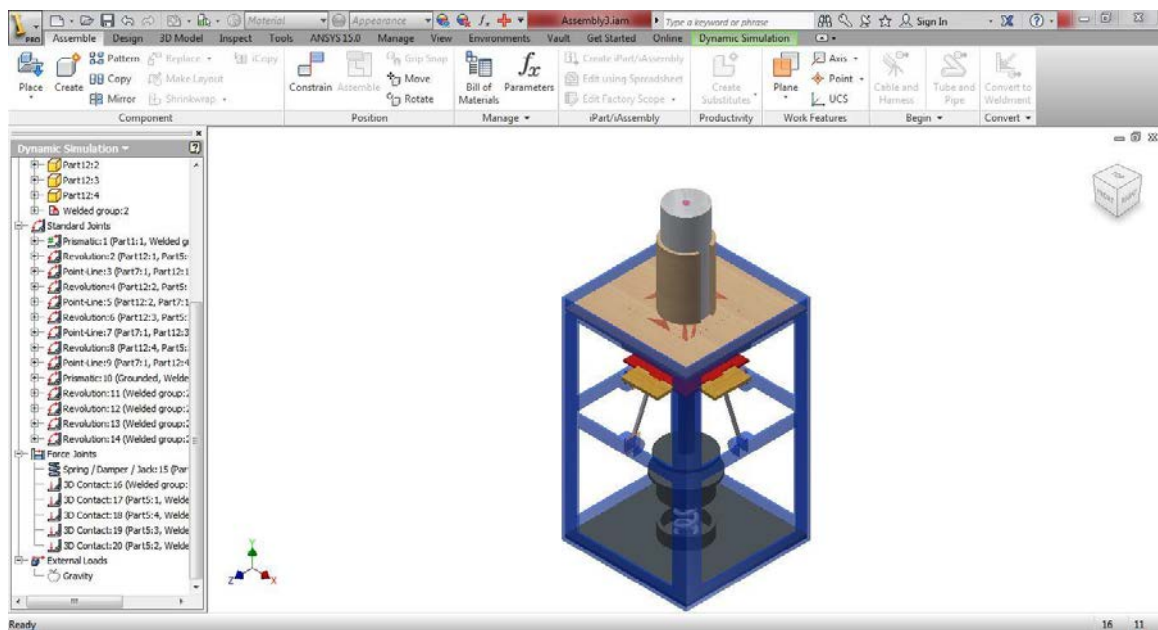 Material
Appearance
Assembly3.iam
Type a keyword or phrase
Sign In
PRO
Assemble Design 3D Model Inspect Tools ANSYS 15.0 Manage View Environments Vault Get Started Online Dynamic Simulation
Place
Create
Pattern
Copy
Mirror
Replace
Make Layout
Shrinkwrap
iCopy
Component
Constrain
Assemble
Grip Snap
Move
Rotate
Position
Bill of
Materials
Parameters
Manage
Create iPart/iAssembly
Edit using Spreadsheet
Edit Factory Scope
iPart/iAssembly
Create
Substitutes
Productivity
Plane
Axis
Point
UCS
Work Features
Cable and
Harness
Tube and
Pipe
Begin
Convert to
Weldment
Convert
Dynamic Simulation
Part12:2
Part12:3
Part12:4
Welded group:2
Standard Joints
Prismatic:1 (Part1:1, Welded g
Revolution:2 (Part12:1, Part5:
Point-Line:3 (Part7:1, Part12:1
Revolution:4 (Part12:2, Part5:
Point-Line:5 (Part12:2, Part7:1
Revolution:6 (Part12:3, Part5:
Point-Line:7 (Part7:1, Part12:3
Revolution:8 (Part12:4, Part5:
Point-Line:9 (Part7:1, Part12:4
Prismatic:10 (Grounded, Welde
Revolution:11 (Welded group:2
Revolution:12 (Welded group:2
Revolution:13 (Welded group:2
Revolution:14 (Welded group:2
Force Joints
Spring / Damper / Jack:15 (Par
3D Contact:16 (Welded group:
3D Contact:17 (Part5:1, Welde
3D Contact:18 (Part5:4, Welde
3D Contact:19 (Part5:3, Welde
3D Contact:20 (Part5:2, Welde
External Loads
Gravity
TOP
FRONT
RIGHT
Y
Z
X
Ready
16 11